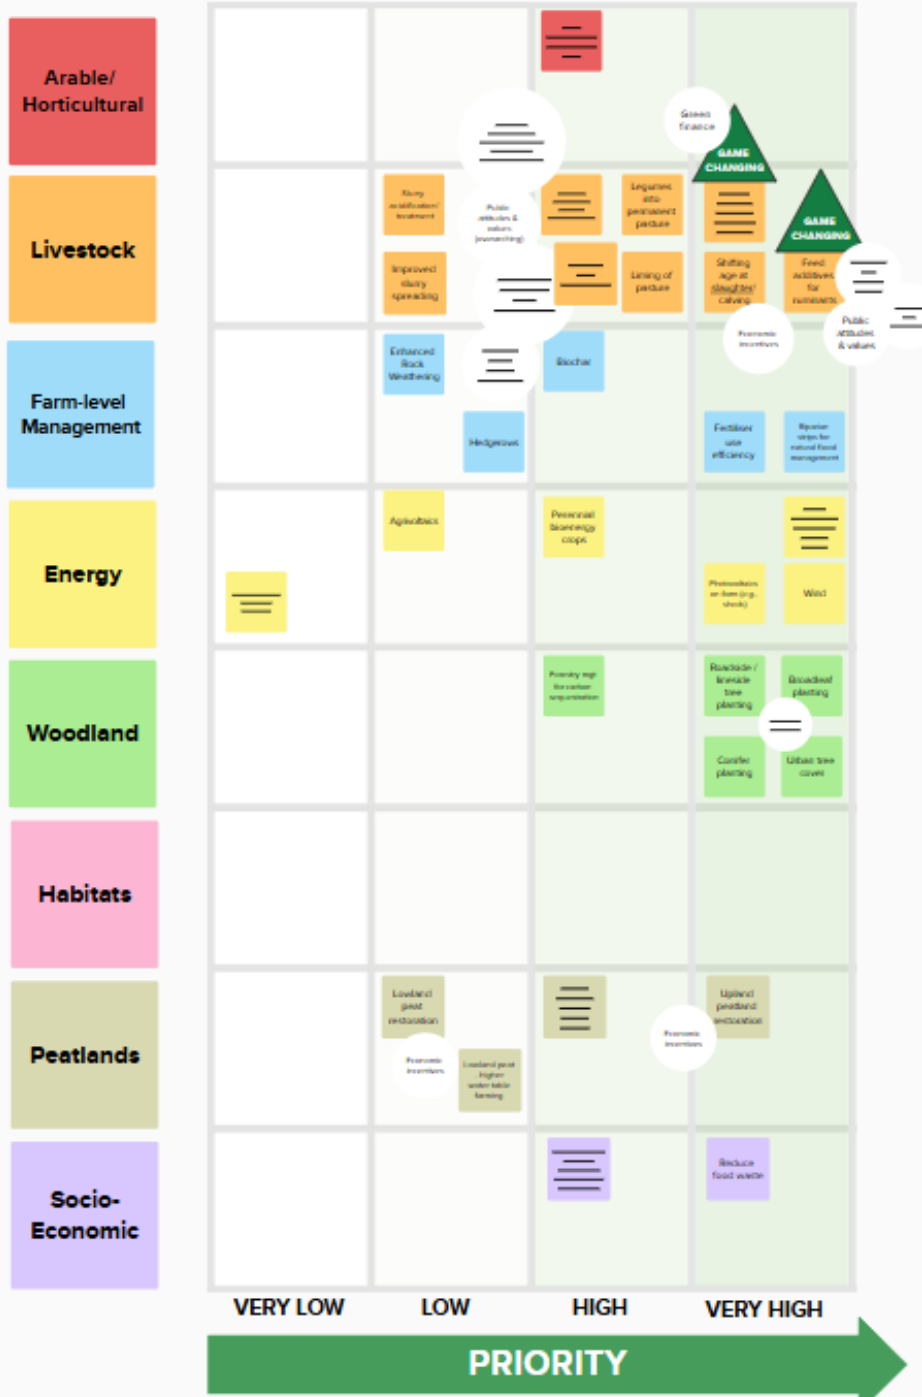 Arable/
Horticultural
Green
finance
GAME
CHANGING
Livestock
Slurry
acidification/
treatment
Public
attitudes &
values
(overarching)
Legumes
into
permanent
pasture
GAME
CHANGING
Improved
slurry
spreading
Liming of
pasture
Shifting
age at
slaughter/
calving
Feed
additives
for
ruminants
Economic
incentives
Public
attitudes
& values
Farm-level
Management
Enhanced
Rock
Weathering
Biochar
Hedgerows
Fertiliser
use
efficiency
Riparian
strips for
natural flood
management
Energy
Agrivoltaics
Perennial
bioenergy
crops
Photovoltaics
on farm (e.g.,
sheds)
Wind
Woodland
Forestry mgt
for carbon
sequestration
Roadside /
lineside
tree
planting
Broadleaf
planting
Conifer
planting
Urban tree
cover
Habitats
Peatlands
Lowland
peat
restoration
Economic
incentives
Lowland peat
- higher
water table
farming
Economic
incentives
Upland
peatland
restoration
Socio-
Economic
Reduce
food waste
VERY LOW
LOW
HIGH
VERY HIGH
PRIORITY